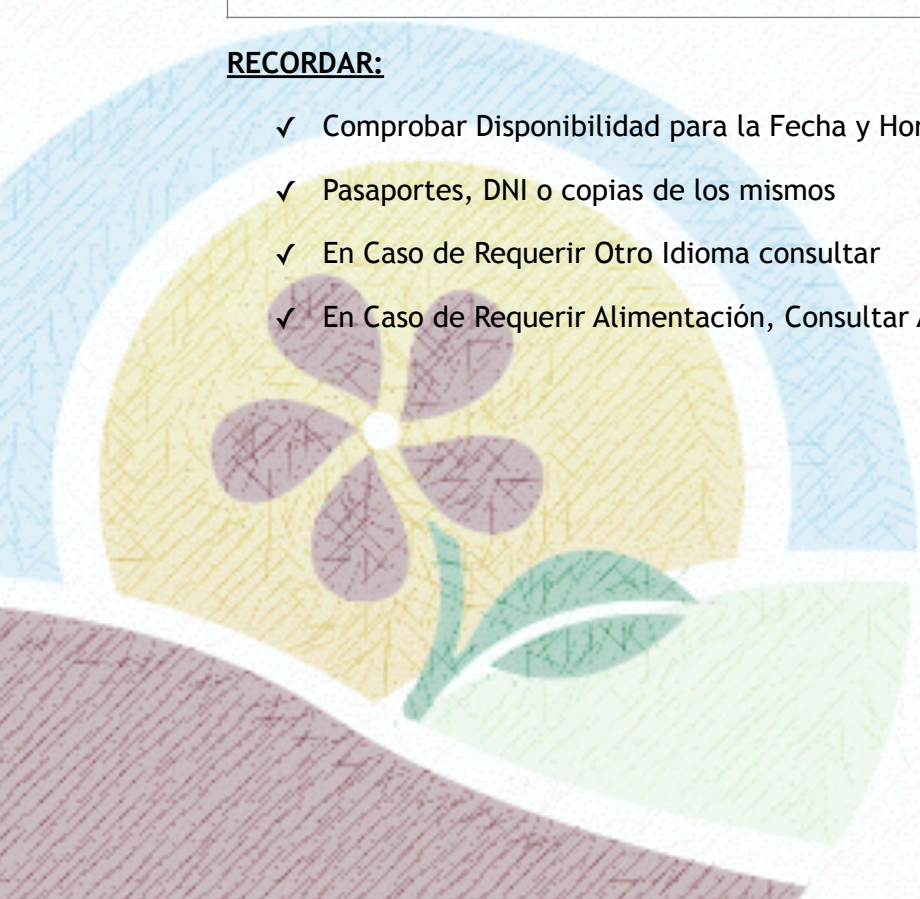 RECORDAR:
✓ Comprobar Disponibilidad para la Fecha y Hor
✓ Pasaportes, DNI o copias de los mismos
✓ En Caso de Requerir Otro Idioma consultar
✓ En Caso de Requerir Alimentación, Consultar